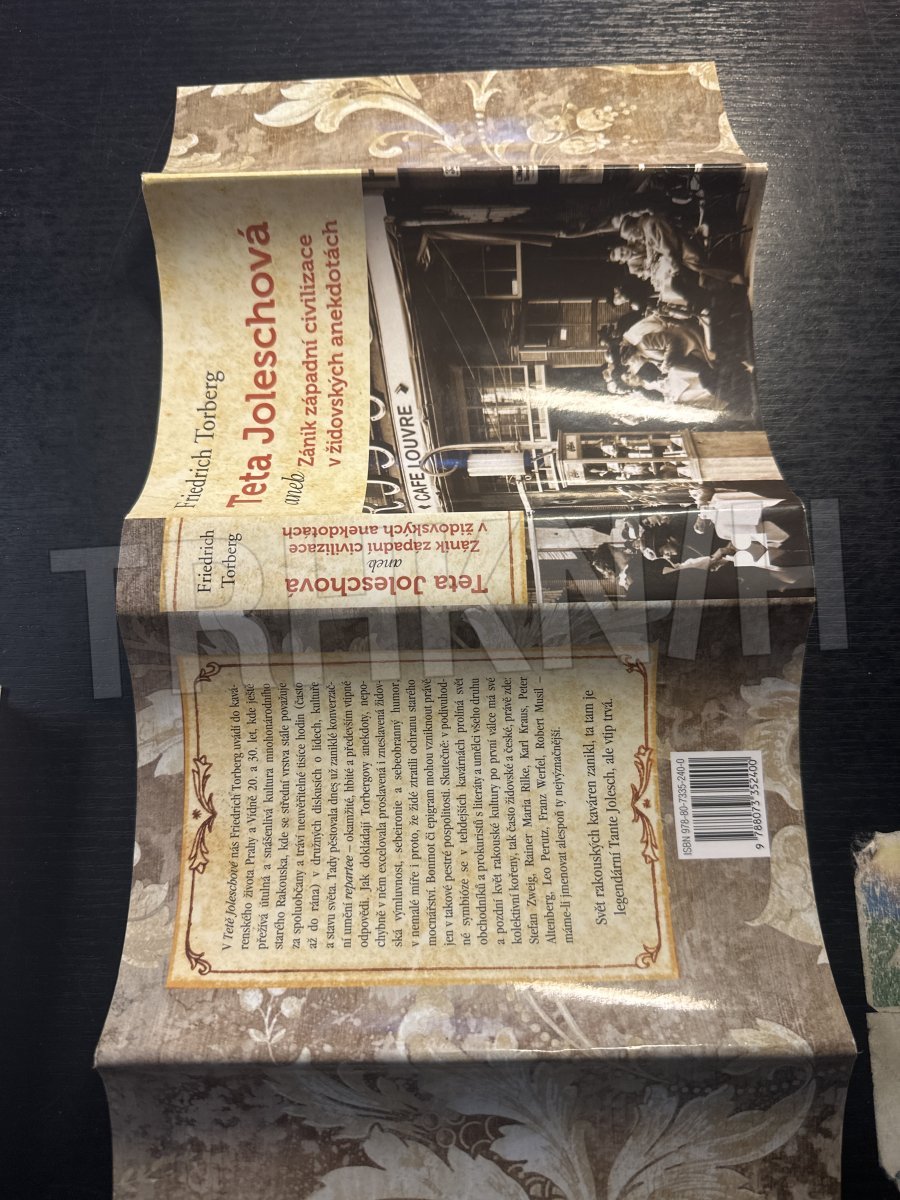 Friedrich Torberg
Teta Joleschová
aneb
Zánik západní civilizace
v židovských anekdotách
CAFE LOUVRE
Friedrich
Torberg
Teta Joleschová
aneb
Zánik západní civilizace
v židovských anekdotách
V Tetě Joleschové nás Friedrich Torberg uvádí do kava-
renského života Prahy a Vídně 20. a 30. let, kde ještě
přežívá útulná a snášenlivá kultura mnohonárodního
starého Rakouska, kde se střední vrstva stále považuje
za spoluobčany a tráví neuvěřitelné tisíce hodin (často
až do rána) v družných diskusích o lidech, kultuře
a stavu světa. Tady pěstovala dnes už zaniklé konverzač-
ní umění repartee – okamžité, hbité a především vtipné
odpovědi. Jak dokládají Torbergovy anekdoty, nepo-
chybně v něm excelovala proslavená i zneslavená židov-
ská výmluvnost, sebeironie a sebeobranný humor,
v nemalé míře i proto, že židé ztratili ochranu starého
mocnářství. Bonmot či epigram mohou vzniknout právě
jen v takové pestré pospolitosti. Skutečně: v podivuhod-
né symbióze se v tehdejších kavárnách prolíná svět
obchodníků a prokuristů s literáty a umělci všeho druhu
a pozdní květ rakouské kultury po první válce má své
kolektivní kořeny, tak často židovské a české, právě zde:
Stefan Zweig, Rainer Maria Rilke, Karl Kraus, Peter
Altenberg, Leo Perutz, Franz Werfel, Robert Musil –
máme-li jmenovat alespoň ty nejvýznačnější.
Svět rakouských kaváren zanikl, ta tam je
legendární Tante Jolesch, ale vtip trvá.
ISBN 978-80-7335-240-0
9 788073 352400
TREKNIH